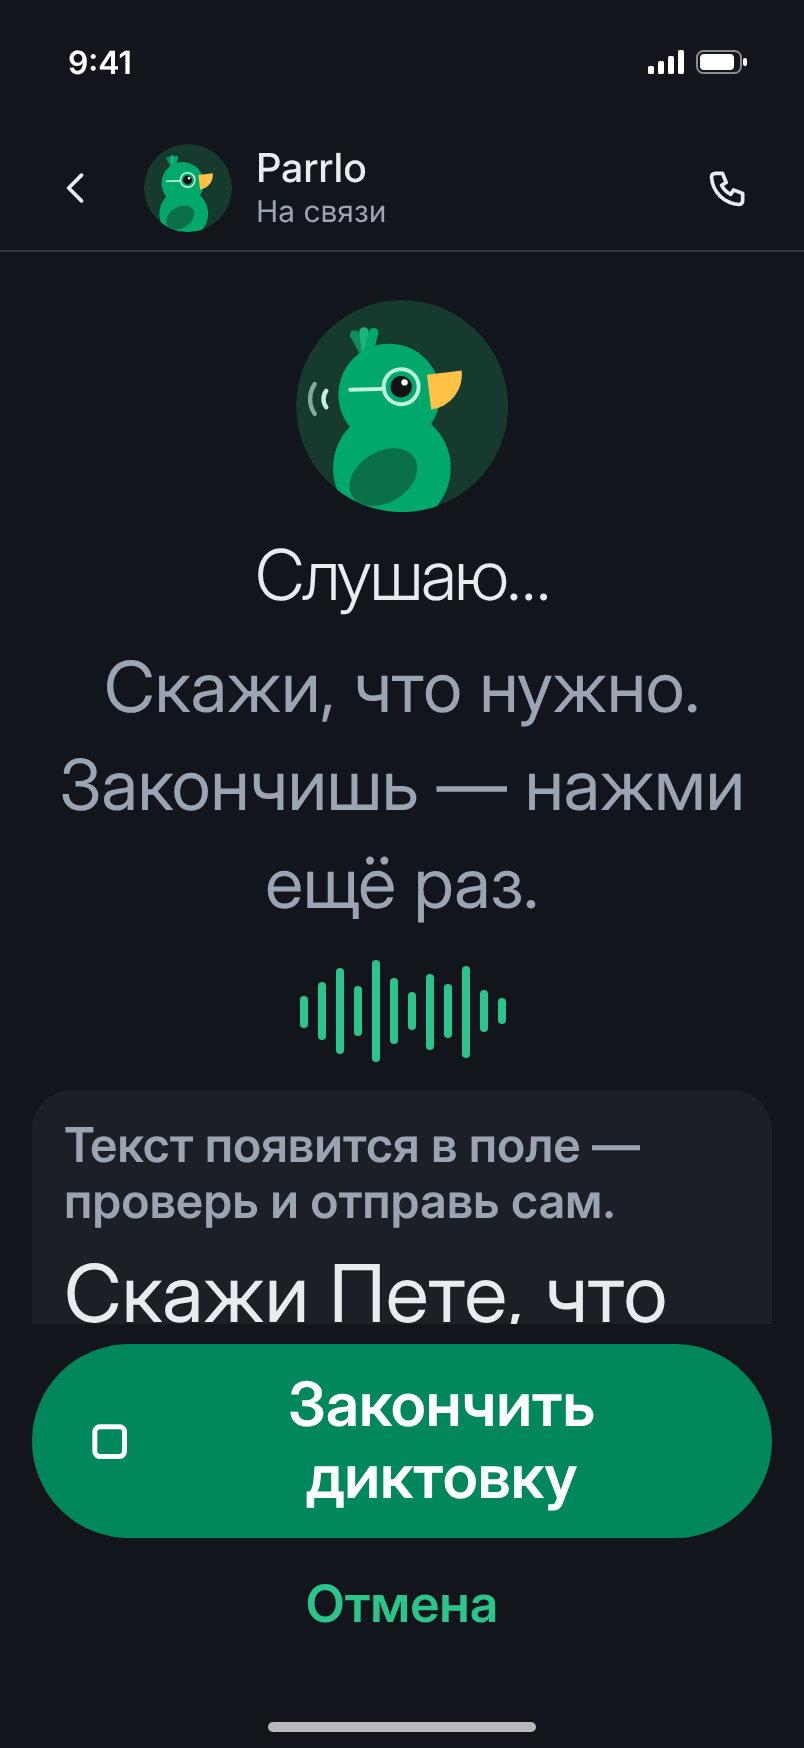 9:41
Parrlo
На связи
Слушаю...
Скажи, что нужно.
Закончишь — нажми
ещё раз.
Текст появится в поле —
проверь и отправь сам.
Скажи Пете, что
Закончить
диктовку
Отмена